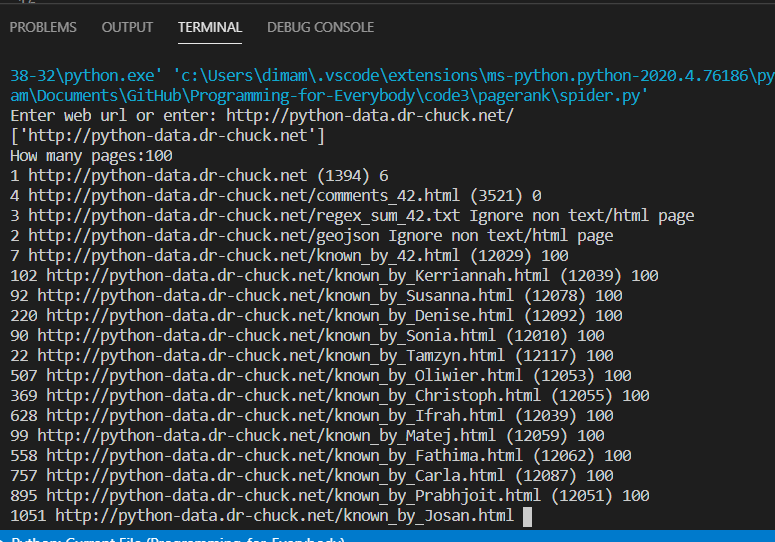 PROBLEMS OUTPUT TERMINAL DEBUG CONSOLE
38-32\python.exe' 'c:\Users\dimam\.vscode\extensions\ms-python.python-2020.4.76186\py
am\Documents\GitHub\Programming-for-Everybody\code3\pagerank\spider.py'
Enter web url or enter: http://python-data.dr-chuck.net/
['http://python-data.dr-chuck.net']
How many pages:100
1 http://python-data.dr-chuck.net (1394) 6
4 http://python-data.dr-chuck.net/comments_42.html (3521) 0
3 http://python-data.dr-chuck.net/regex_sum_42.txt Ignore non text/html page
2 http://python-data.dr-chuck.net/geojson Ignore non text/html page
7 http://python-data.dr-chuck.net/known_by_42.html (12029) 100
102 http://python-data.dr-chuck.net/known_by_Kerriannah.html (12039) 100
92 http://python-data.dr-chuck.net/known_by_Susanna.html (12078) 100
220 http://python-data.dr-chuck.net/known_by_Denise.html (12092) 100
90 http://python-data.dr-chuck.net/known_by_Sonia.html (12010) 100
22 http://python-data.dr-chuck.net/known_by_Tamzyn.html (12117) 100
507 http://python-data.dr-chuck.net/known_by_Oliwier.html (12053) 100
369 http://python-data.dr-chuck.net/known_by_Christoph.html (12055) 100
628 http://python-data.dr-chuck.net/known_by_Ifrah.html (12039) 100
99 http://python-data.dr-chuck.net/known_by_Matej.html (12059) 100
558 http://python-data.dr-chuck.net/known_by_Fathima.html (12062) 100
757 http://python-data.dr-chuck.net/known_by_Carla.html (12087) 100
895 http://python-data.dr-chuck.net/known_by_Prabhjoit.html (12051) 100
1051 http://python-data.dr-chuck.net/known_by_Josan.html
Python: Current File (Programming-for-Everybody)